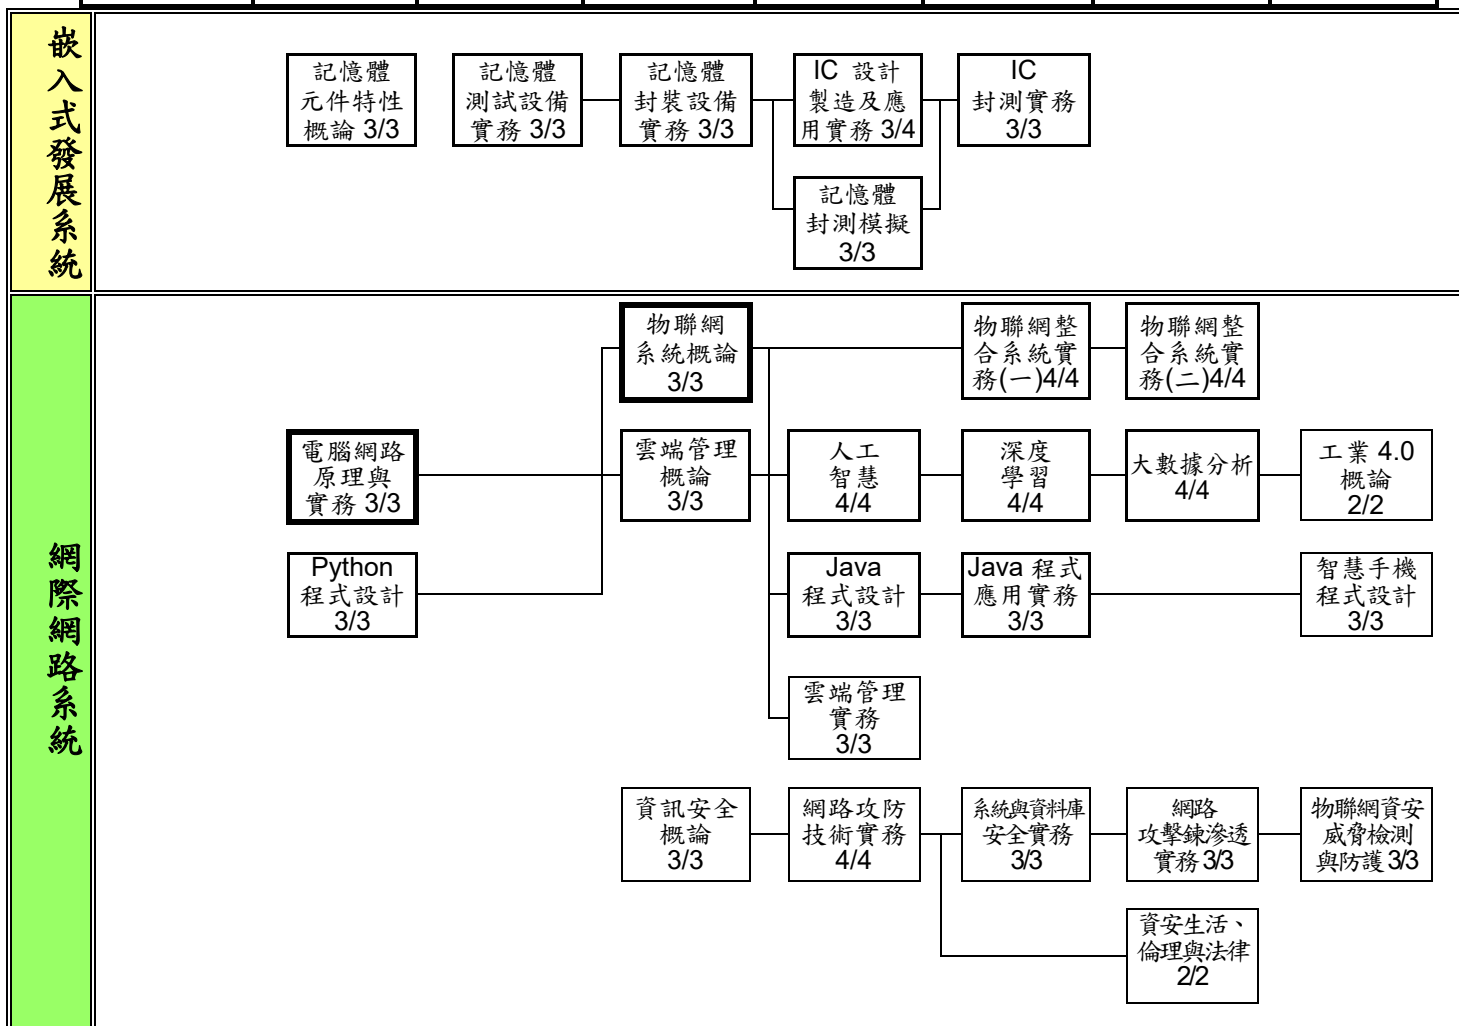 嵌入式發展系統
記憶體
元件特性
概論 3/3
記憶體
測試設備
實務 3/3
記憶體
封裝設備
實務 3/3
IC 設計
製造及應
用實務 3/4
IC
封測實務
3/3
記憶體
封測模擬
3/3
網際網路系統
物聯網
系統概論
3/3
物聯網整
合系統實
務(一)4/4
物聯網整
合系統實
務(二)4/4
電腦網路
原理與
實務 3/3
雲端管理
概論
3/3
人工
智慧
4/4
深度
學習
4/4
大數據分析
4/4
工業 4.0
概論
2/2
Python
程式設計
3/3
Java
程式設計
3/3
Java 程式
應用實務
3/3
智慧手機
程式設計
3/3
雲端管理
實務
3/3
資訊安全
概論
3/3
網路攻防
技術實務
4/4
系統與資料庫
安全實務
3/3
網路
攻擊鍊滲透
實務 3/3
物聯網資安
威脅檢測
與防護 3/3
資安生活、
倫理與法律
2/2